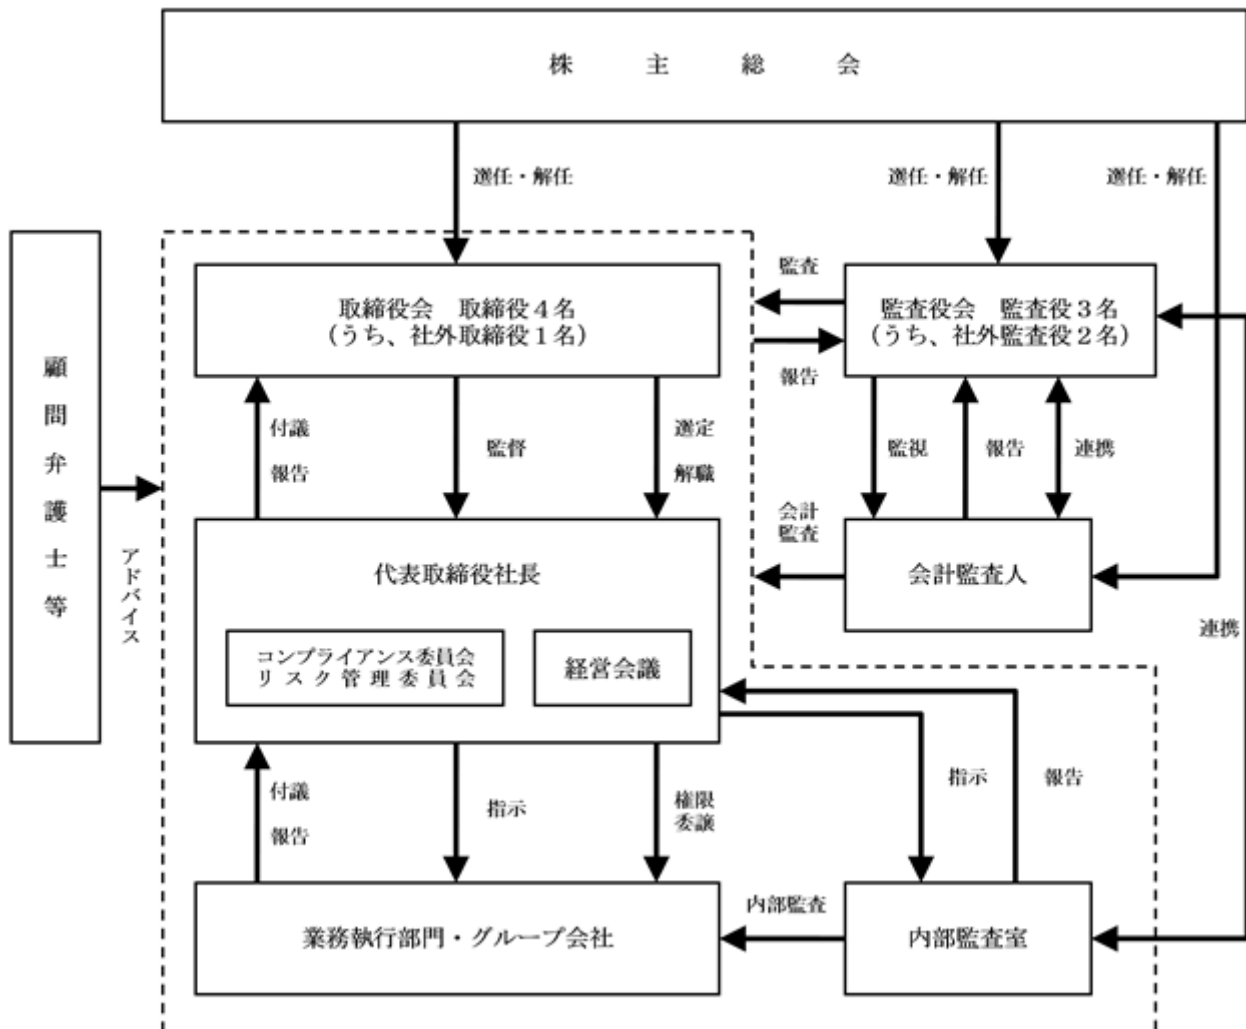 株主総会
選任・解任
選任・解任
選任・解任
顧問弁護士等
アドバイス
取締役会　取締役４名
（うち、社外取締役１名）
監査
報告
監査役会　監査役３名
（うち、社外監査役２名）
付議
報告
監督
選定
解職
監視
報告
連携
会計
監査
代表取締役社長
会計監査人
コンプライアンス委員会
リスク管理委員会
経営会議
連携
付議
報告
指示
権限
委譲
指示
報告
業務執行部門・グループ会社
内部監査
内部監査室